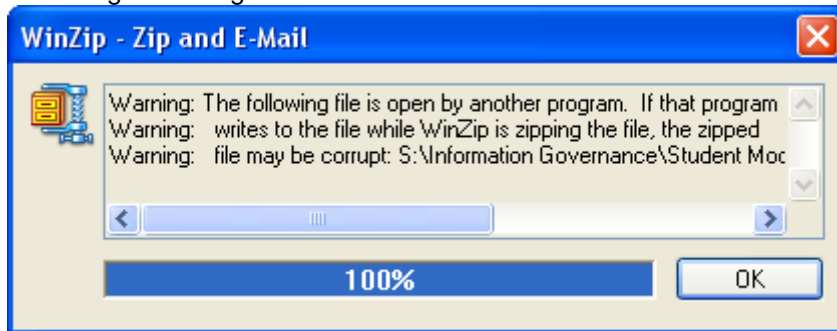 WinZip - Zip and E-Mail
Warning: The following file is open by another program. If that program
Warning: writes to the file while WinZip is zipping the file, the zipped
Warning: file may be corrupt: S:\Information Governance\Student Moc
100%
OK